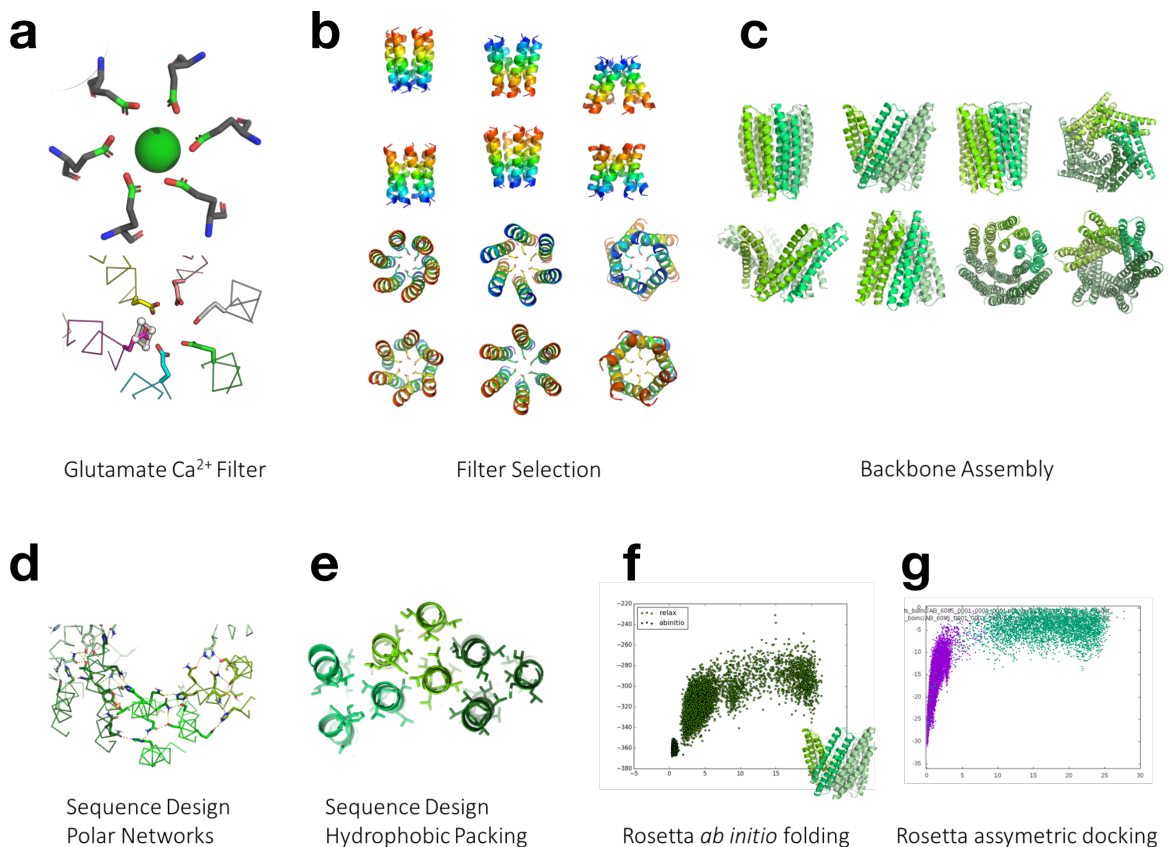 a
b
c
Glutamate Ca²⁺ Filter
Filter Selection
Backbone Assembly
d
e
f
g
−220
−240
−260
−280
−300
−320
−340
−360
−380
−5
0
5
10
15
relax
abinitio
0
-5
-10
-15
-20
-25
-30
-35
0
5
10
15
20
25
30
Sequence Design
Polar Networks
Sequence Design
Hydrophobic Packing
Rosetta ab initio folding
Rosetta assymetric docking